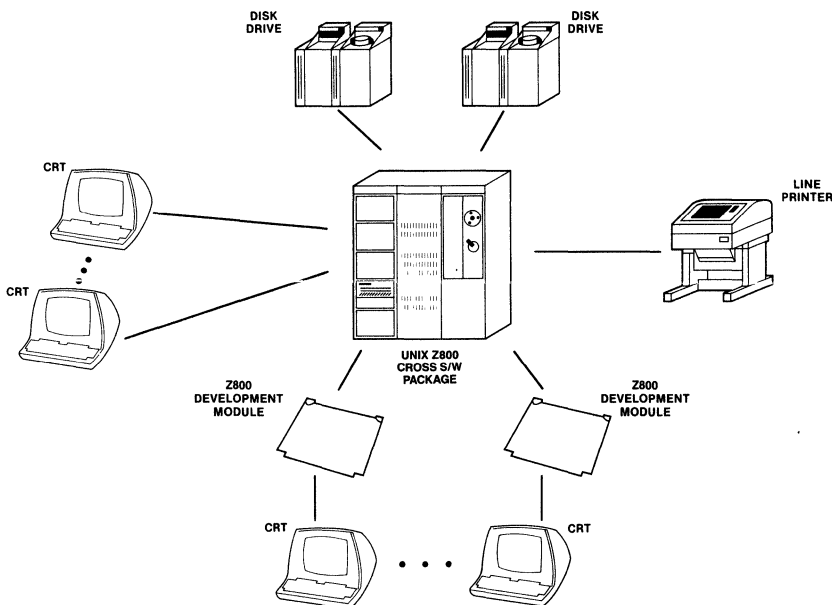 DISK
DRIVE
DISK
DRIVE
CRT
LINE
PRINTER
CRT
UNIX Z800
CROSS S/W
PACKAGE
Z800
DEVELOPMENT
MODULE
Z800
DEVELOPMENT
MODULE
CRT
CRT